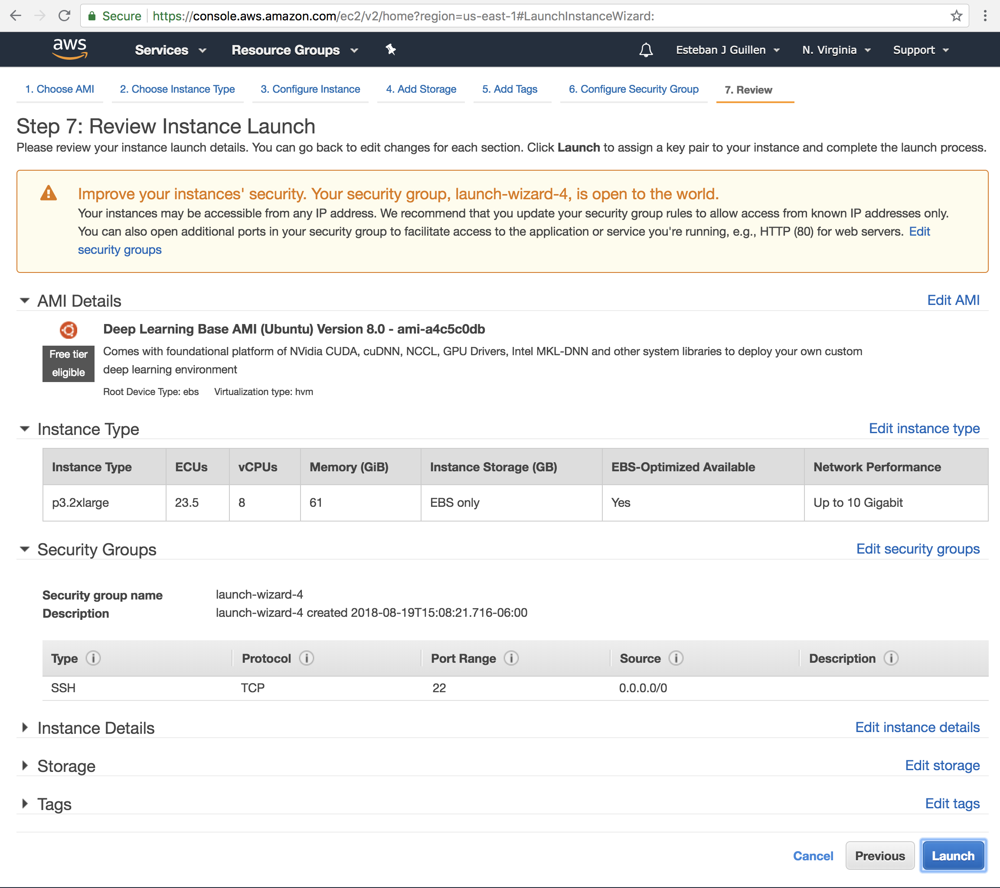 Secure https://console.aws.amazon.com/ec2/v2/home?region=us-east-1#LaunchInstanceWizard:
aws Services Resource Groups Esteban J Guillen N. Virginia Support
1. Choose AMI 2. Choose Instance Type 3. Configure Instance 4. Add Storage 5. Add Tags 6. Configure Security Group 7. Review
Step 7: Review Instance Launch
Please review your instance launch details. You can go back to edit changes for each section. Click Launch to assign a key pair to your instance and complete the launch process.
Improve your instances' security. Your security group, launch-wizard-4, is open to the world.
Your instances may be accessible from any IP address. We recommend that you update your security group rules to allow access from known IP addresses only.
You can also open additional ports in your security group to facilitate access to the application or service you're running, e.g., HTTP (80) for web servers. Edit
security groups
AMI Details Edit AMI
Deep Learning Base AMI (Ubuntu) Version 8.0 - ami-a4c5c0db
Free tier
eligible
Comes with foundational platform of NVidia CUDA, cuDNN, NCCL, GPU Drivers, Intel MKL-DNN and other system libraries to deploy your own custom
deep learning environment
Root Device Type: ebs Virtualization type: hvm
Instance Type Edit instance type
Instance Type ECUs vCPUs Memory (GiB) Instance Storage (GB) EBS-Optimized Available Network Performance
p3.2xlarge 23.5 8 61 EBS only Yes Up to 10 Gigabit
Security Groups Edit security groups
Security group name launch-wizard-4
Description launch-wizard-4 created 2018-08-19T15:08:21.716-06:00
Type i Protocol i Port Range i Source i Description i
SSH TCP 22 0.0.0.0/0
Instance Details Edit instance details
Storage Edit storage
Tags Edit tags
Cancel Previous Launch